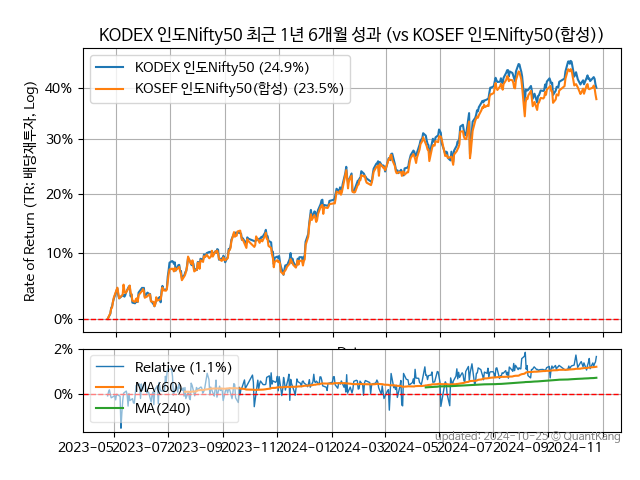 KODEX 인도Nifty50 최근 1년 6개월 성과 (vs KOSEF 인도Nifty50(합성))
KODEX 인도Nifty50 (24.9%)
KOSEF 인도Nifty50(합성) (23.5%)
Rate of Return (TR: 배당재투자, Log)
40%
30%
20%
10%
0%
2%
0%
Relative (1.1%)
MA(60)
MA(240)
updated: 2024-10-25 © QuantKang
2023-05 2023-07 2023-09 2023-11 2024-01 2024-03 2024-05 2024-07 2024-09 2024-11